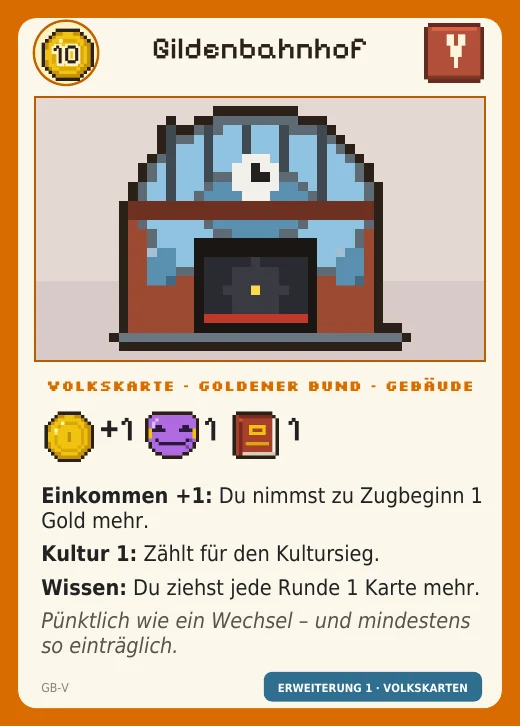 10
Gildenbahnhof
VOLKSKARTE - GOLDENER BUND - GEBÄUDE
+1 1 1
Einkommen +1: Du nimmst zu Zugbeginn 1
Gold mehr.
Kultur 1: Zählt für den Kultursieg.
Wissen: Du ziehst jede Runde 1 Karte mehr.
Pünktlich wie ein Wechsel – und mindestens
so einträglich.
GB-V
ERWEITERUNG 1 · VOLKSKARTEN